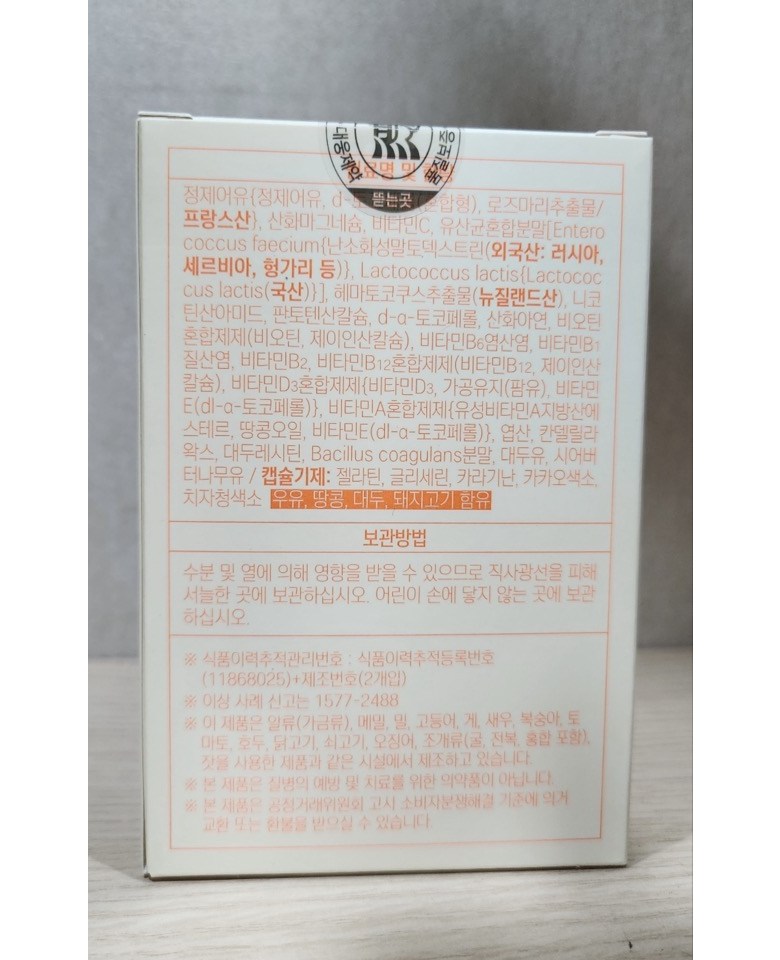 대웅제약
품질보증
뜯는곳
정제어유{정제어유, 혼합형), 로즈마리추출물/
프랑스산}, 산화마그네슘, 비타민C, 유산균혼합분말[Entero
coccus faecium{난소화성말토덱스트린(외국산: 러시아,
세르비아, 헝가리 등)}, Lactococcus lactis{Lactococ
cus lactis(국산)}], 헤마토코쿠스추출물(뉴질랜드산), 니코
틴산아미드, 판토텐산칼슘, d-α-토코페롤, 산화아연, 비오틴
혼합제제(비오틴, 제이인산칼슘), 비타민B6염산염, 비타민B1
질산염, 비타민B2, 비타민B12혼합제제(비타민B12, 제이인산
칼슘), 비타민D3혼합제제{비타민D3, 가공유지(팜유), 비타민
E(dl-α-토코페롤)}, 비타민A혼합제제{유성비타민A지방산에
스테르, 땅콩오일, 비타민E(dl-α-토코페롤)}, 엽산, 칸델릴라
왁스, 대두레시틴, Bacillus coagulans분말, 대두유, 시어버
터나무유 / 캡슐기제: 젤라틴, 글리세린, 카라기난, 카카오색소,
치자청색소 우유, 땅콩, 대두, 돼지고기 함유
보관방법
수분 및 열에 의해 영향을 받을 수 있으므로 직사광선을 피해
서늘한 곳에 보관하십시오. 어린이 손에 닿지 않는 곳에 보관
하십시오.
※ 식품이력추적관리번호 : 식품이력추적등록번호
(11868025)+제조번호(2개입)
※ 이상 사례 신고는 1577-2488
※ 이 제품은 알류(가금류), 메밀, 밀, 고등어, 게, 새우, 복숭아, 토
마토, 호두, 닭고기, 쇠고기, 오징어, 조개류(굴, 전복, 홍합 포함),
잣을 사용한 제품과 같은 시설에서 제조하고 있습니다.
※ 본 제품은 질병의 예방 및 치료를 위한 의약품이 아닙니다.
※ 본 제품은 공정거래위원회 고시 소비자분쟁해결 기준에 의거
교환 또는 환불을 받으실 수 있습니다.